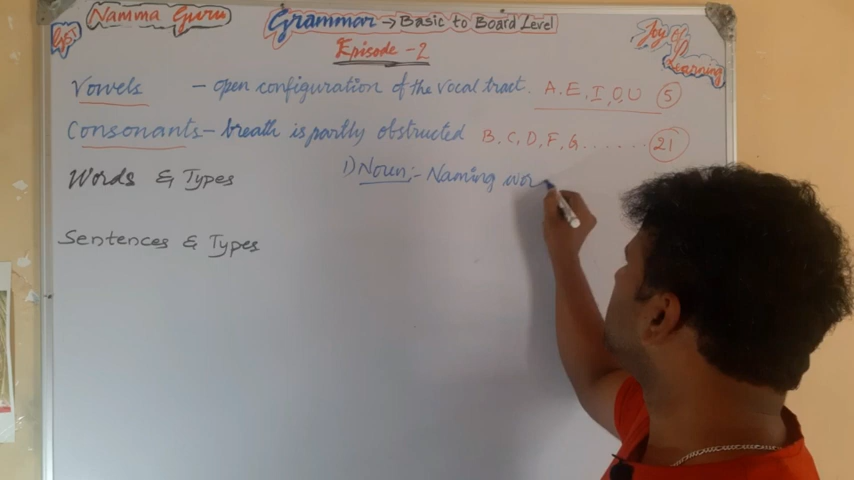 Namma Guru
Grammar → Basic to Board Level
Episode - 2
Joy of
Learning
Vowels - open configuration of the vocal tract. A, E, I, O, U 5
Consonants - breath is partly obstructed B, C, D, F, G....... 21
Words & Types
1) Noun:- Naming wor
Sentences & Types